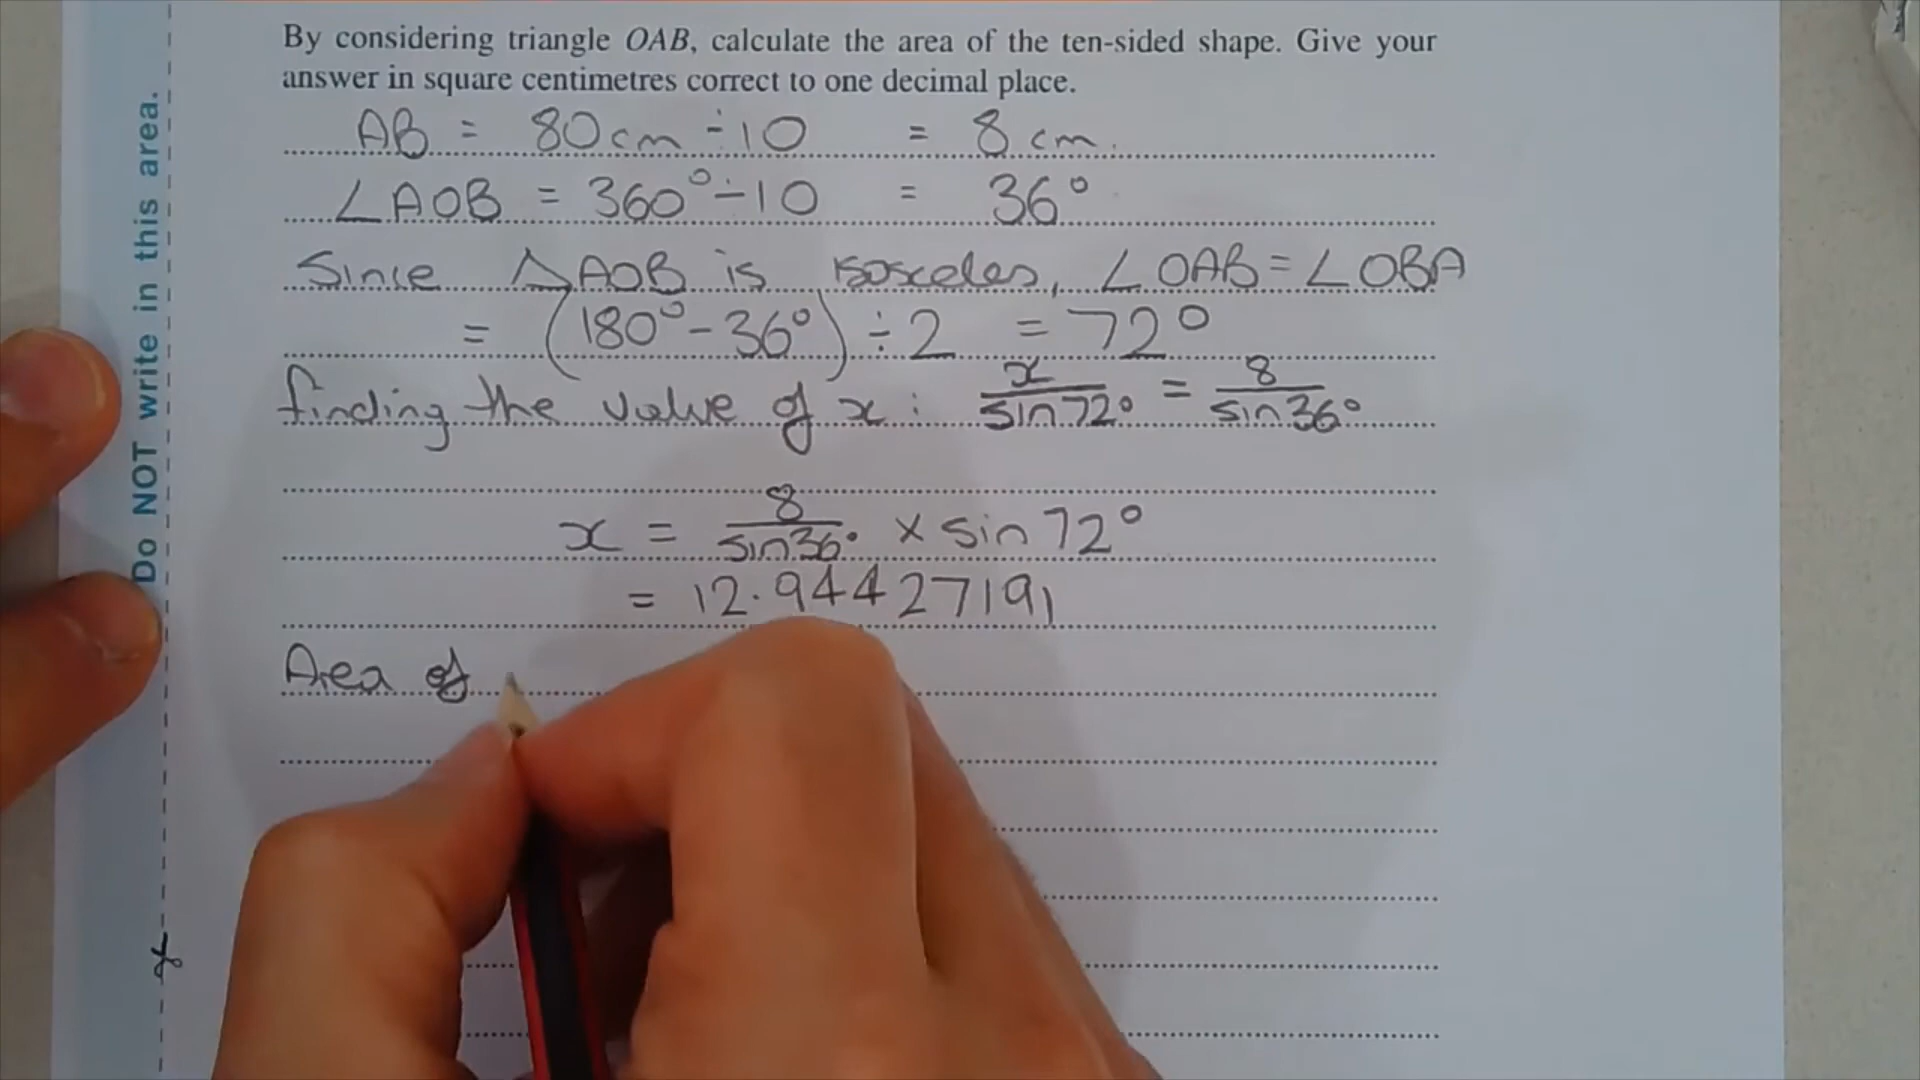 By considering triangle OAB, calculate the area of the ten-sided shape. Give your
answer in square centimetres correct to one decimal place.
AB = 80cm ÷ 10 = 8 cm.
∠AOB = 360° ÷ 10 = 36°
Since △AOB is isosceles, ∠OAB = ∠OBA
= (180° - 36°) ÷ 2 = 72°
finding the value of x: x/sin72° = 8/sin36°
x = 8/sin36° × sin 72°
= 12.94427191
Area of
Do NOT write in this area.